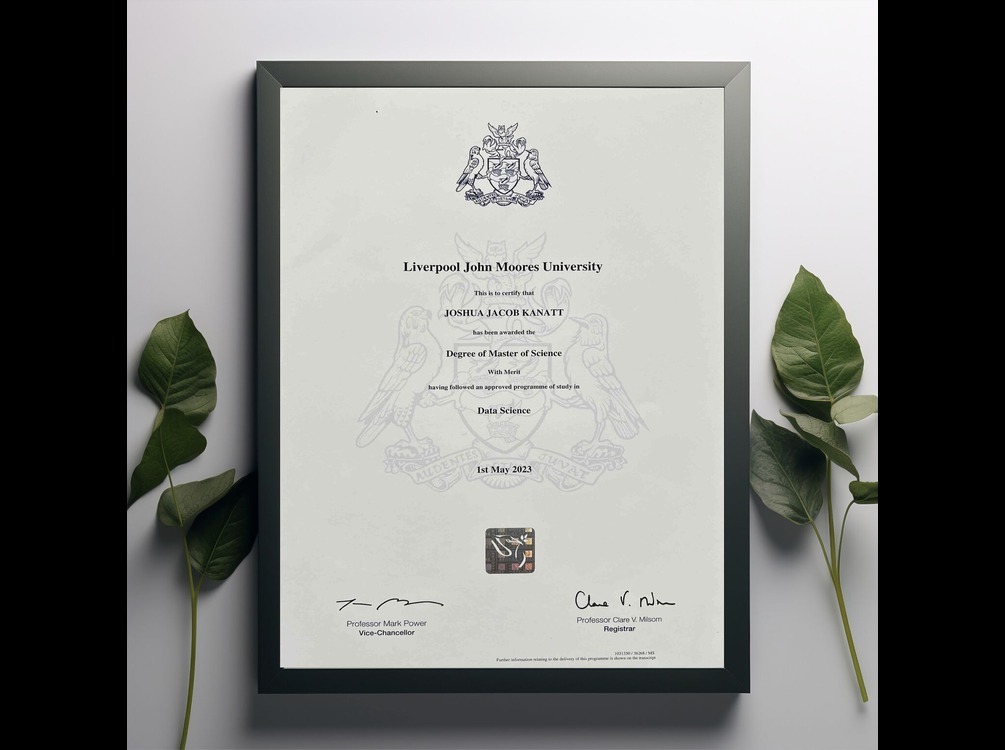 Liverpool John Moores University
This is to certify that
JOSHUA JACOB KANATT
has been awarded the
Degree of Master of Science
With Merit
having followed an approved programme of study in
Data Science
AUDENTES JUVAT
1st May 2023
Professor Mark Power
Vice-Chancellor
Clare V. Milsom
Professor Clare V. Milsom
Registrar
Further information relating to the delivery of this programme is shown on the transcript